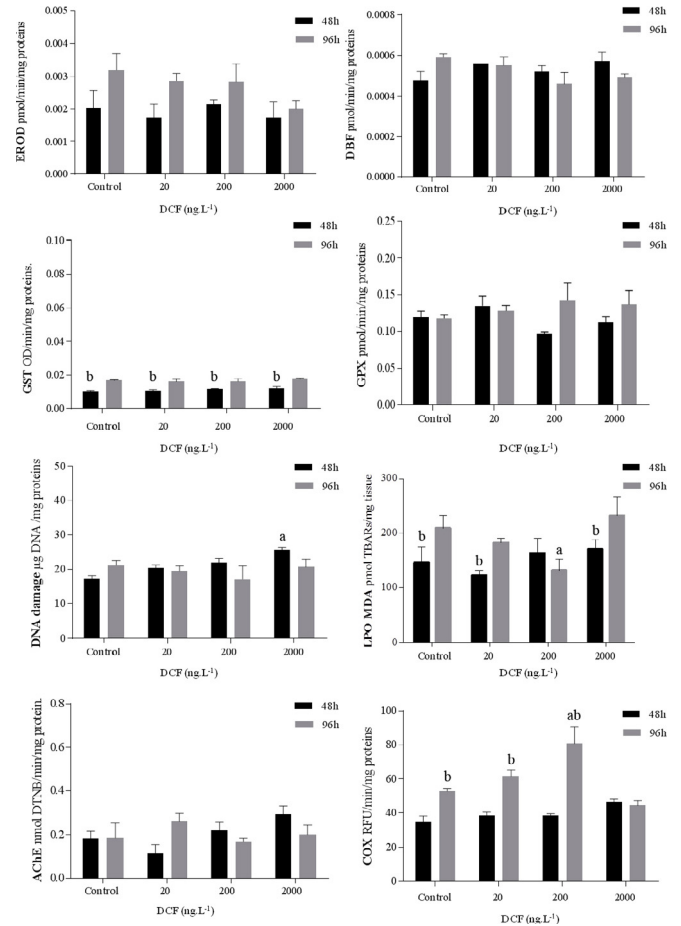 EROD pmol/min/mg proteins
0.005
0.004
0.003
0.002
0.001
0.000
Control 20 200 2000
DCF (ng.L-1)
48h
96h
DBF pmol/min/mg proteins
0.0008
0.0006
0.0004
0.0002
0.0000
Control 20 200 2000
DCF (ng.L-1)
48h
96h
GST OD/min/mg proteins.
0.10
0.08
0.06
0.04
0.02
0.00
b b b b
Control 20 200 2000
DCF (ng.L-1)
48h
96h
GPX pmol/min/mg proteins
0.25
0.20
0.15
0.10
0.05
0.00
Control 20 200 2000
DCF (ng.L-1)
48h
96h
DNA damage µg DNA /mg proteins
50
40
30
20
10
0
a
Control 20 200 2000
DCF (ng.L-1)
48h
96h
LPO MDA pmol TBARs/mg tissue
300
200
100
0
b b a b
Control 20 200 2000
DCF (ng.L-1)
48h
96h
AChE nmol DTNB/min/mg protein.
0.8
0.6
0.4
0.2
0.0
Control 20 200 2000
DCF (ng.L-1)
48h
96h
COX RFU/min/mg proteins
100
80
60
40
20
0
b b ab
Control 20 200 2000
DCF (ng.L-1)
48h
96h